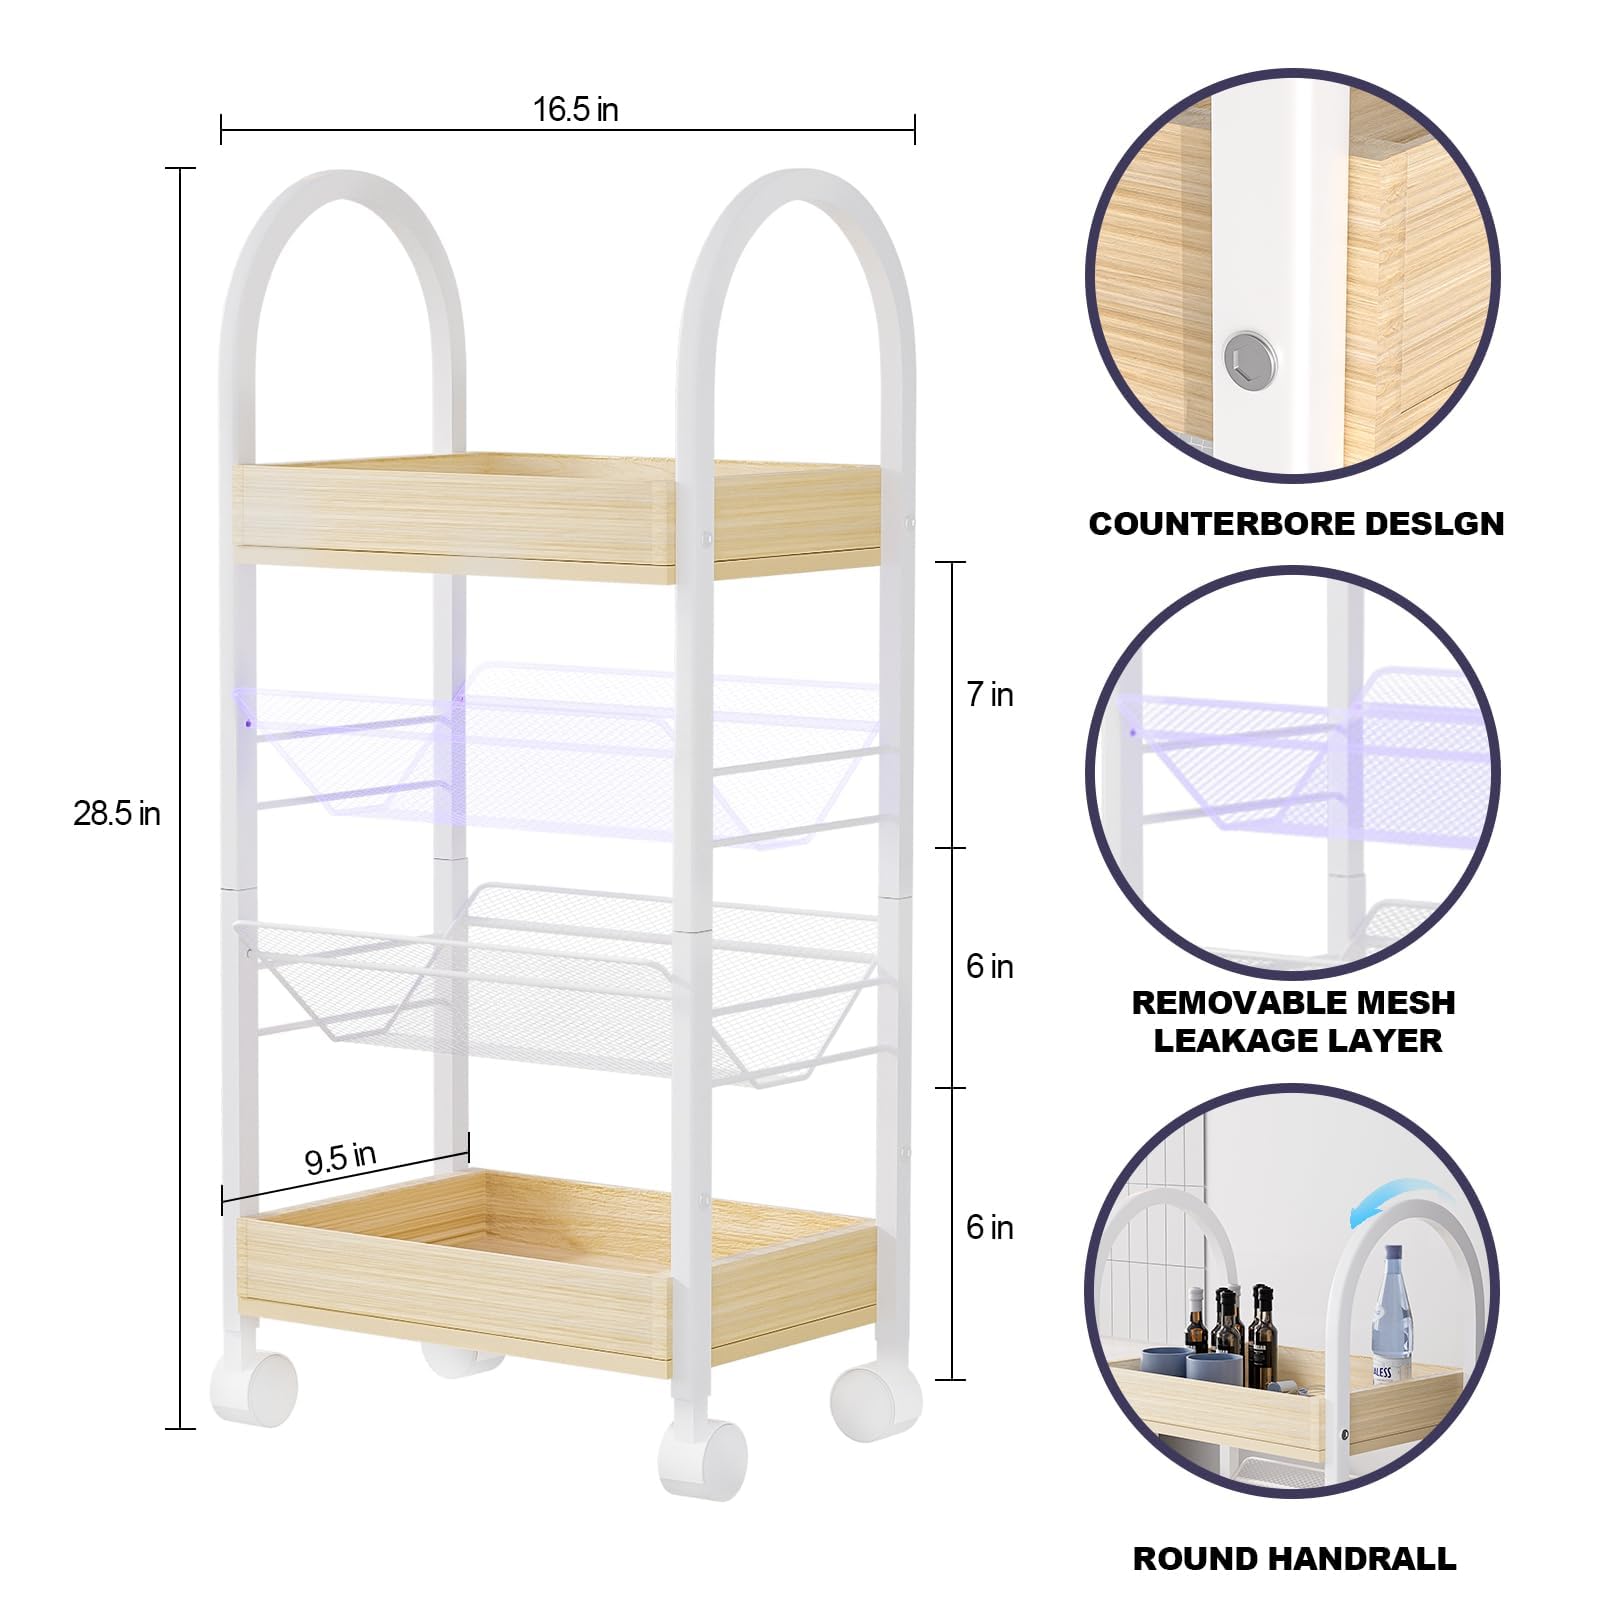 16.5 in
28.5 in
7 in
6 in
9.5 in
6 in
COUNTERBORE DESLGN
REMOVABLE MESH
LEAKAGE LAYER
ROUND HANDRALL